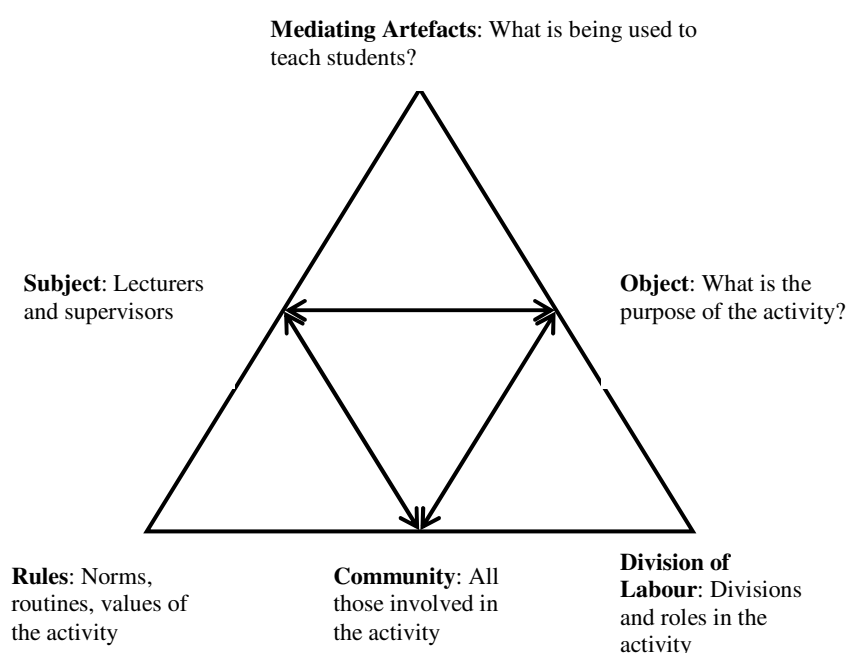 Mediating Artefacts: What is being used to
teach students?
Subject: Lecturers
and supervisors
Object: What is the
purpose of the activity?
Rules: Norms,
routines, values of
the activity
Community: All
those involved in
the activity
Division of
Labour: Divisions
and roles in the
activity